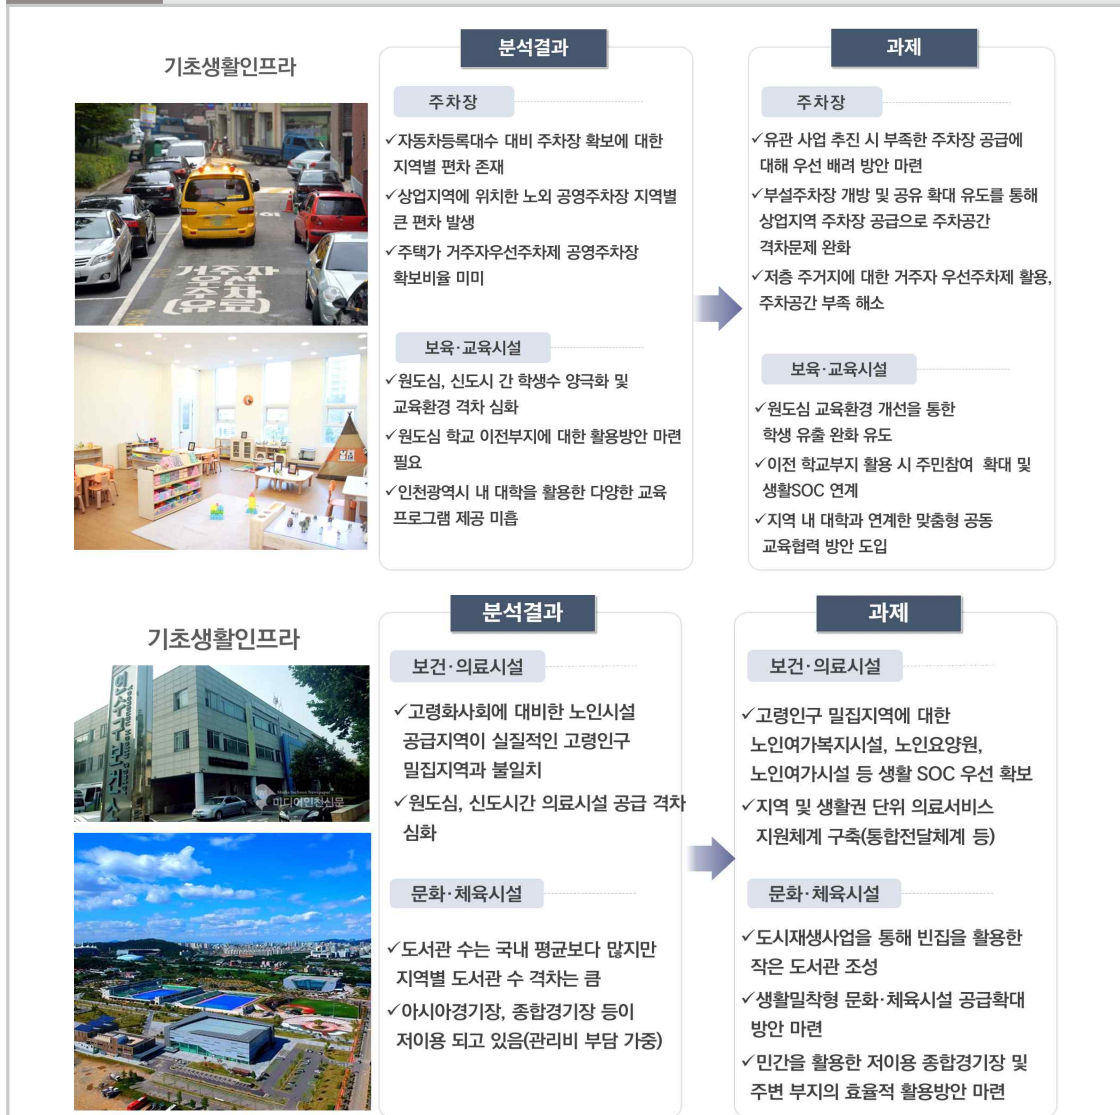 기초생활인프라
거주자
우선
주차
(유료)
분석결과
주차장
✓자동차등록대수 대비 주차장 확보에 대한
지역별 편차 존재
✓상업지역에 위치한 노외 공영주차장 지역별
큰 편차 발생
✓주택가 거주자우선주차제 공영주차장
확보비율 미미
보육·교육시설
✓원도심, 신도시 간 학생수 양극화 및
교육환경 격차 심화
✓원도심 학교 이전부지에 대한 활용방안 마련
필요
✓인천광역시 내 대학을 활용한 다양한 교육
프로그램 제공 미흡
과제
주차장
✓유관 사업 추진 시 부족한 주차장 공급에
대해 우선 배려 방안 마련
✓부설주차장 개방 및 공유 확대 유도를 통해
상업지역 주차장 공급으로 주차공간
격차문제 완화
✓저층 주거지에 대한 거주자 우선주차제 활용,
주차공간 부족 해소
보육·교육시설
✓원도심 교육환경 개선을 통한
학생 유출 완화 유도
✓이전 학교부지 활용 시 주민참여 확대 및
생활SOC 연계
✓지역 내 대학과 연계한 맞춤형 공동
교육협력 방안 도입
기초생활인프라
연수구보건소
미디어인천신문
분석결과
보건·의료시설
✓고령화사회에 대비한 노인시설
공급지역이 실질적인 고령인구
밀집지역과 불일치
✓원도심, 신도시간 의료시설 공급 격차
심화
문화·체육시설
✓도서관 수는 국내 평균보다 많지만
지역별 도서관 수 격차는 큼
✓아시아경기장, 종합경기장 등이
저이용 되고 있음(관리비 부담 가중)
과제
보건·의료시설
✓고령인구 밀집지역에 대한
노인여가복지시설, 노인요양원,
노인여가시설 등 생활 SOC 우선 확보
✓지역 및 생활권 단위 의료서비스
지원체계 구축(통합전달체계 등)
문화·체육시설
✓도시재생사업을 통해 빈집을 활용한
작은 도서관 조성
✓생활밀착형 문화·체육시설 공급확대
방안 마련
✓민간을 활용한 저이용 종합경기장 및
주변 부지의 효율적 활용방안 마련